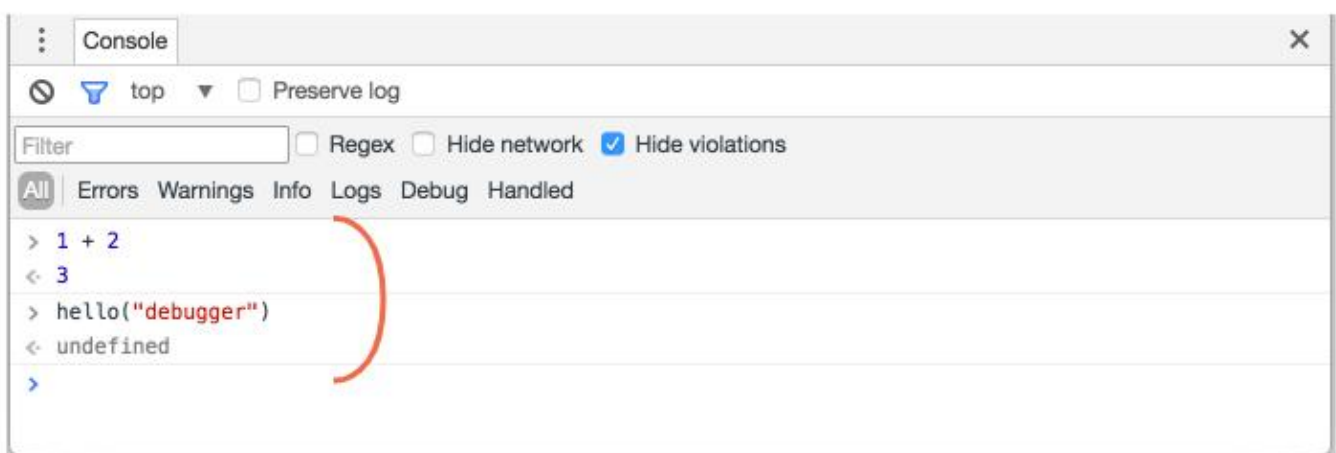 Console
top ▼ Preserve log
Filter Regex Hide network Hide violations
All Errors Warnings Info Logs Debug Handled
> 1 + 2
<· 3
> hello("debugger")
<· undefined
>